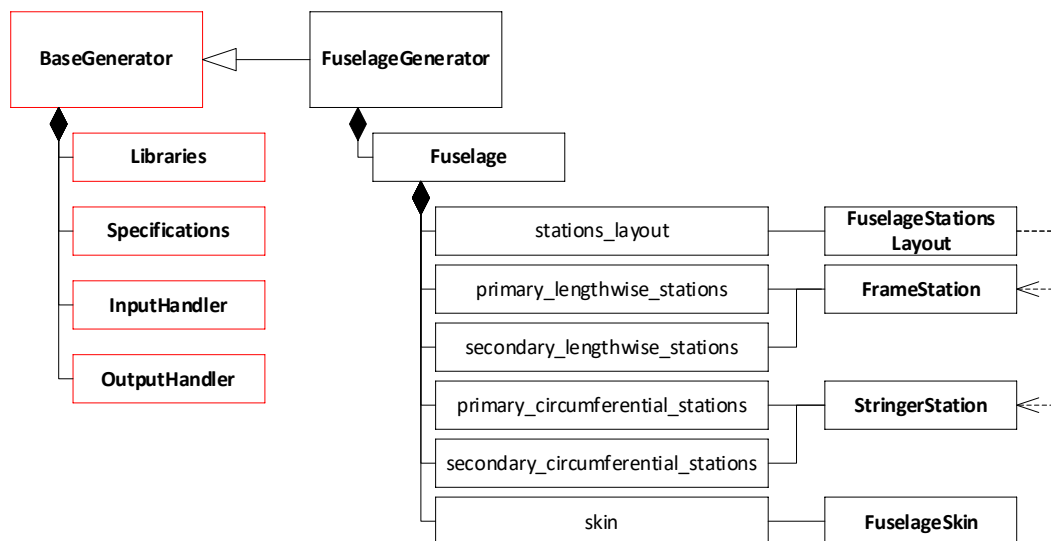 BaseGenerator
FuselageGenerator
Libraries
Fuselage
Specifications
stations_layout
FuselageStations
Layout
InputHandler
primary_lengthwise_stations
FrameStation
secondary_lengthwise_stations
OutputHandler
primary_circumferential_stations
StringerStation
secondary_circumferential_stations
skin
FuselageSkin